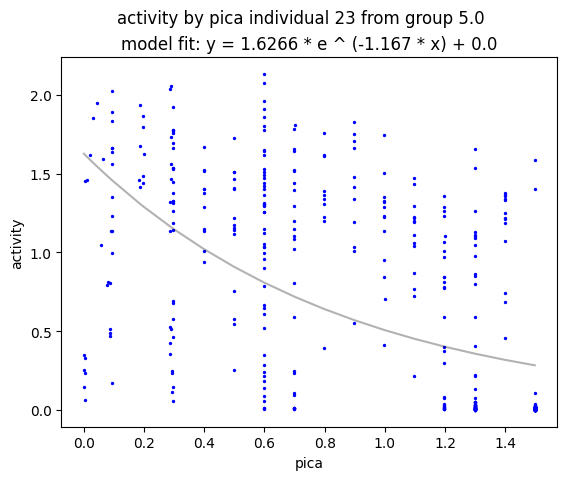 activity by pica individual 23 from group 5.0
model fit: y = 1.6266 * e ^ (-1.167 * x) + 0.0
2.0
1.5
1.0
0.5
0.0
activity
0.0 0.2 0.4 0.6 0.8 1.0 1.2 1.4
pica